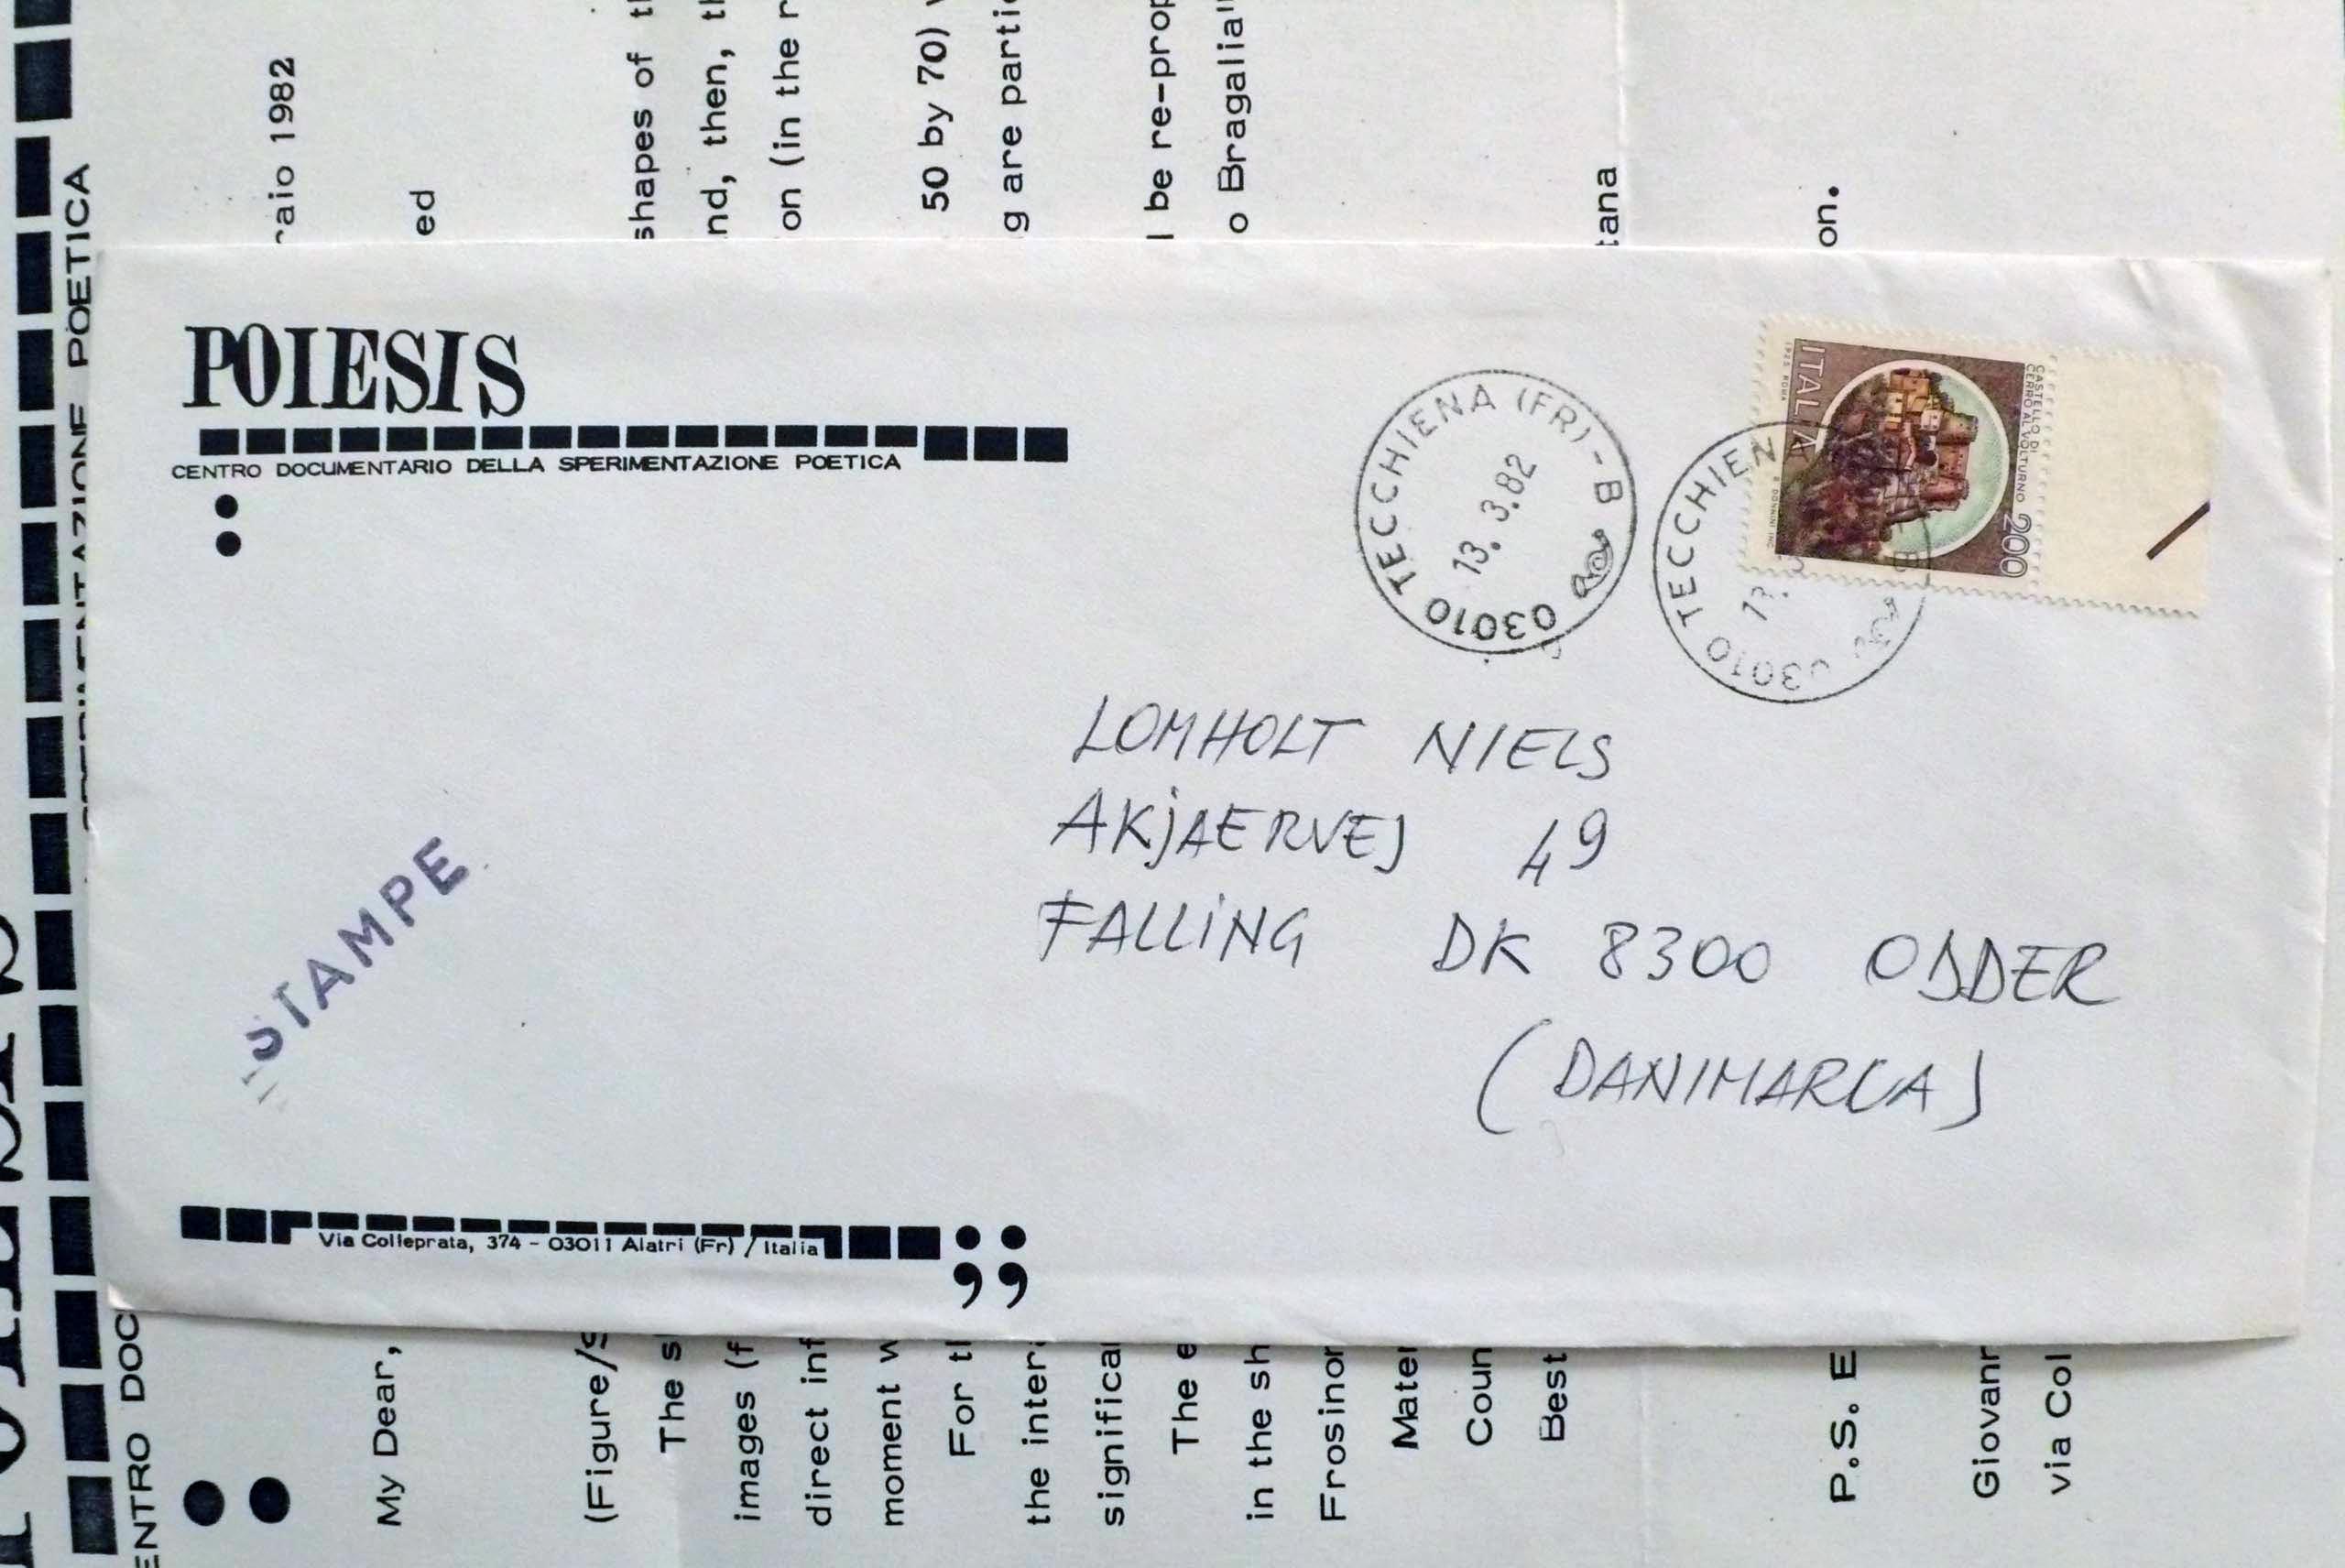 POIESIS
CENTRO DOCUMENTARIO DELLA SPERIMENTAZIONE POETICA
TECCHIENA (FR) - B
13. 3.82
03010
TECCHIEN
03010
ITALIA
CASTELLO DI
CERRO AL VOLTURNO 200
LOMHOLT NIELS
AKjAERVEJ 49
FALLiNG DK 8300 ODDER
(DANIMARCA)
STAMPE
Via Colleprata, 374 - 03011 Alatri (Fr) / Italia
SPERIMENTAZIONE POETICA
ENTRO DOC
raio 1982
My Dear,
ed
(Figure/s
shapes of t
The s
nd, then, t
images (f
on (in the r
direct inf
moment w
50 by 70)
For t
g are parti
the inter
significa
l be re-prop
The e
o Bragalia"
in the sh
Frosinor
Mate
Coun
Best
tana
on.
P.S. E
Giovanr
via Col